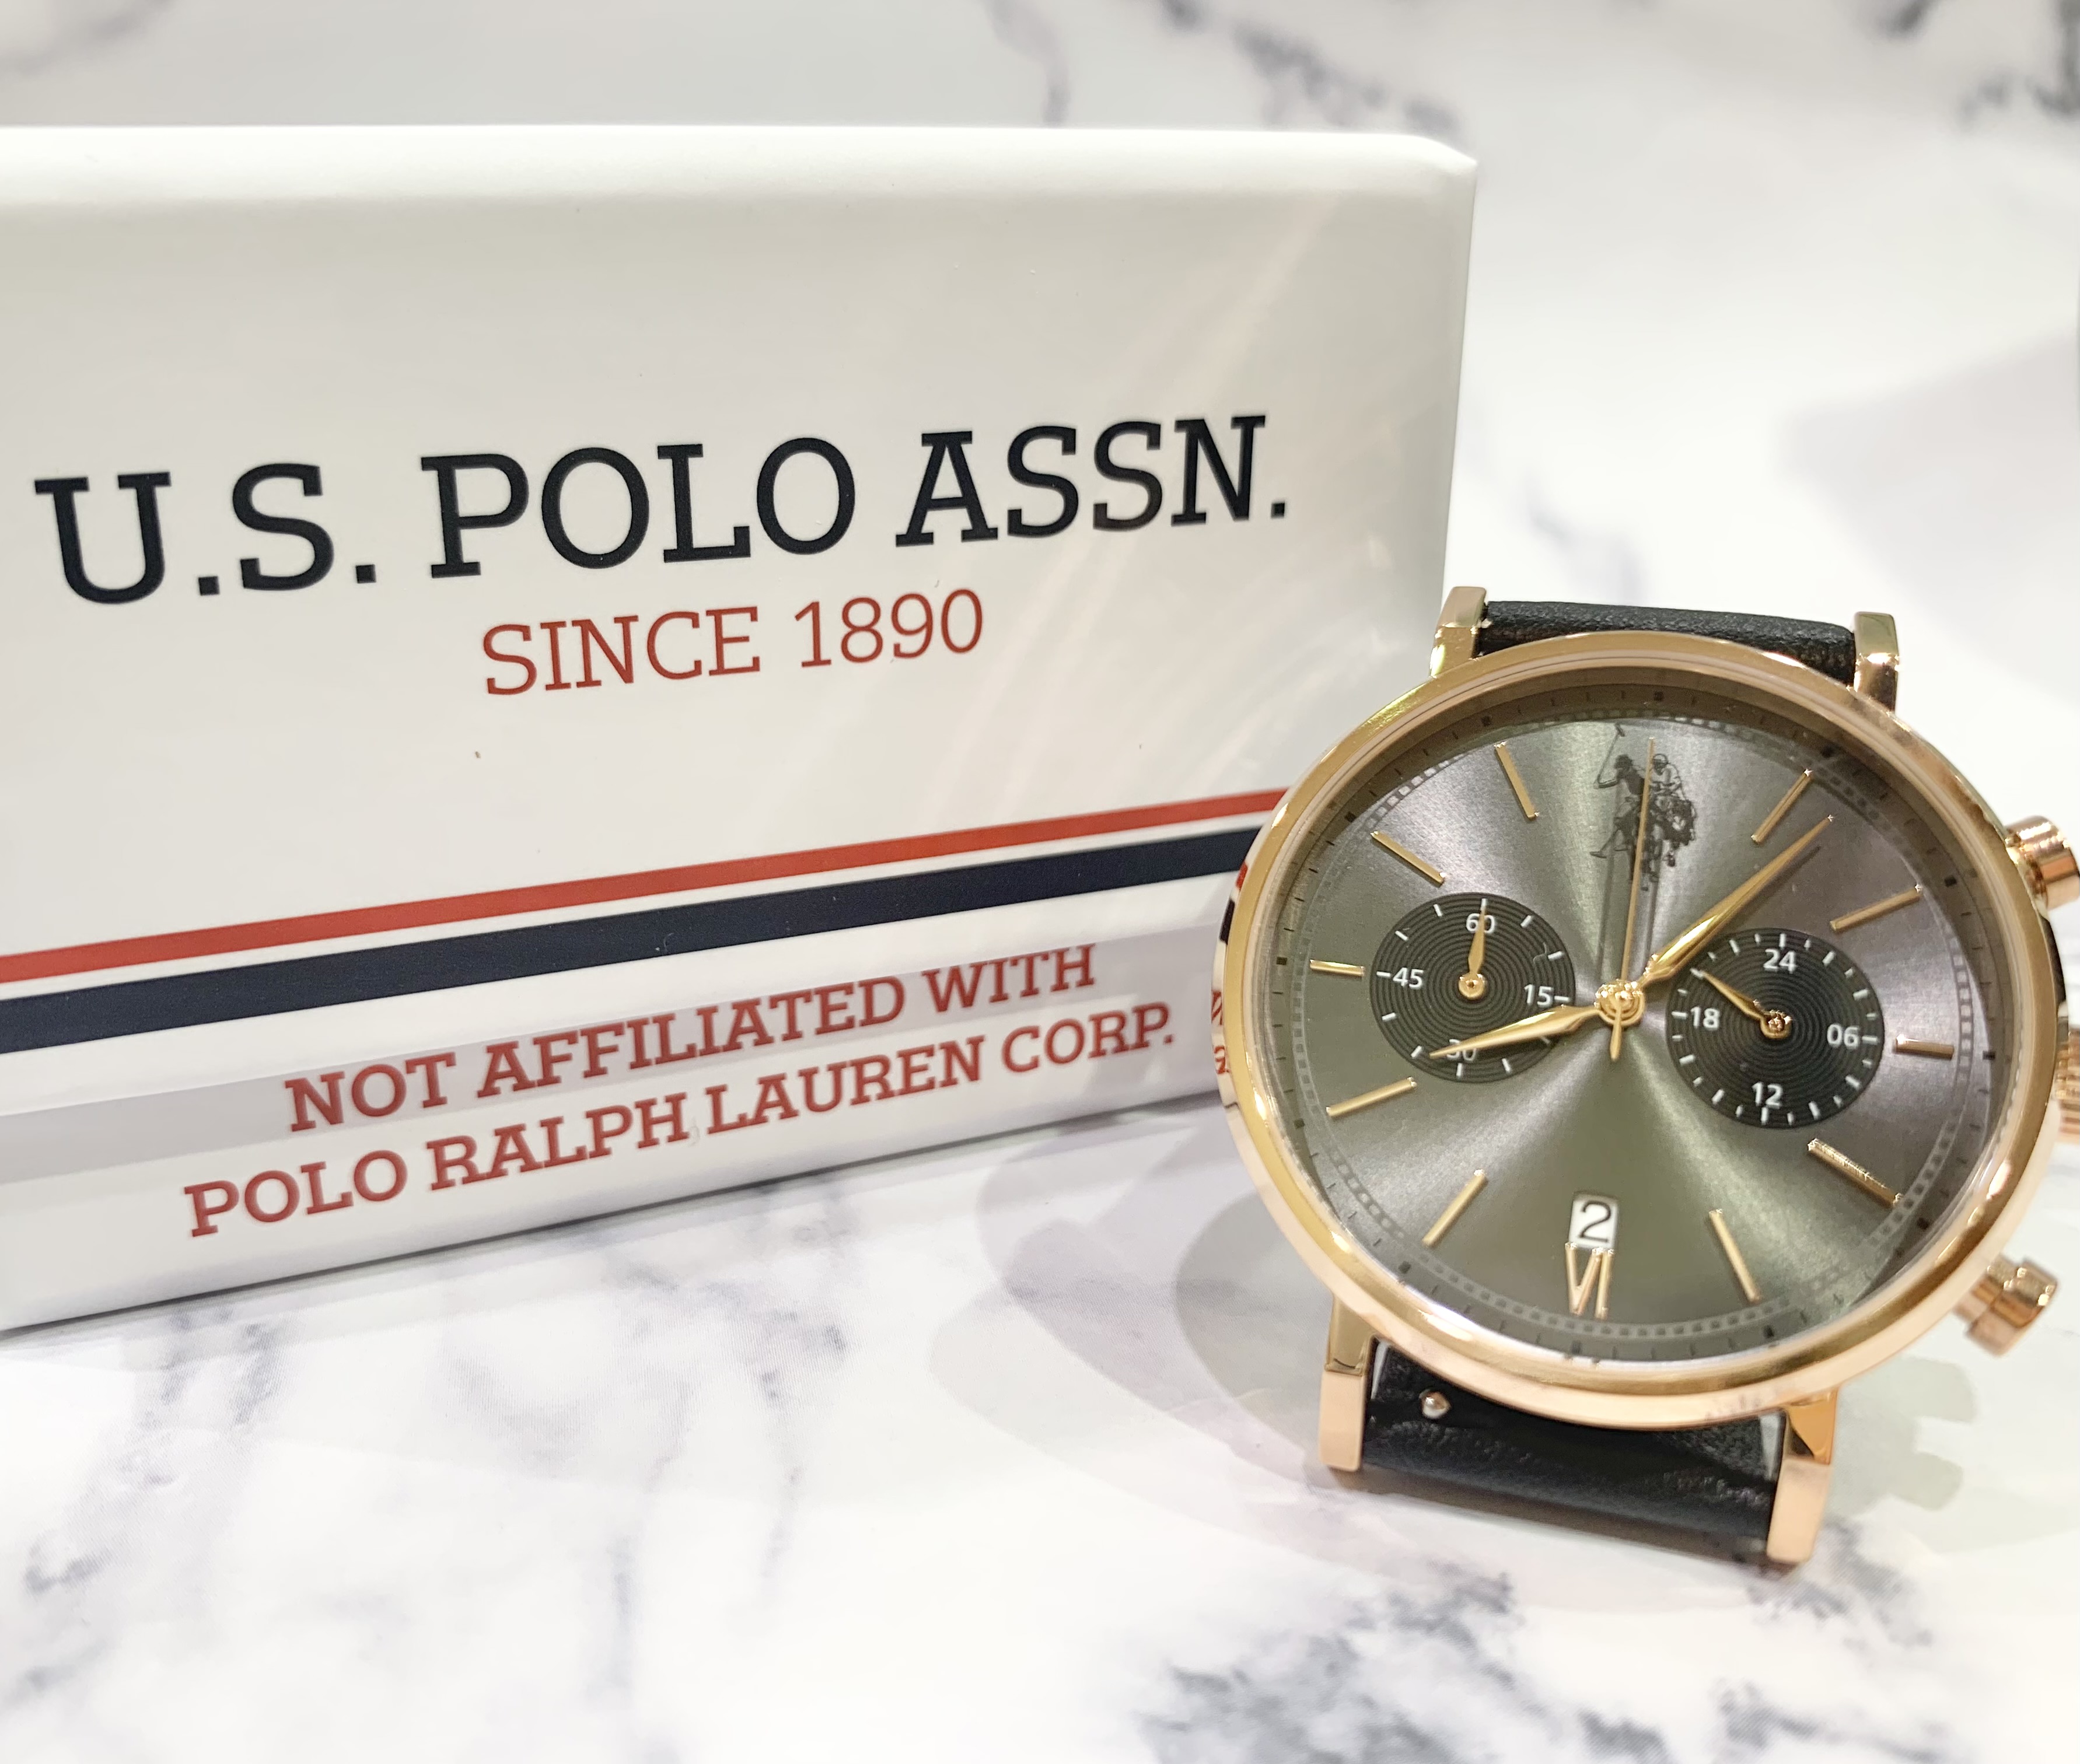 U.S. POLO ASSN.
SINCE 1890
NOT AFFILIATED WITH
POLO RALPH LAUREN CORP.
60
45
15
30
24
18
06
12
2
VI